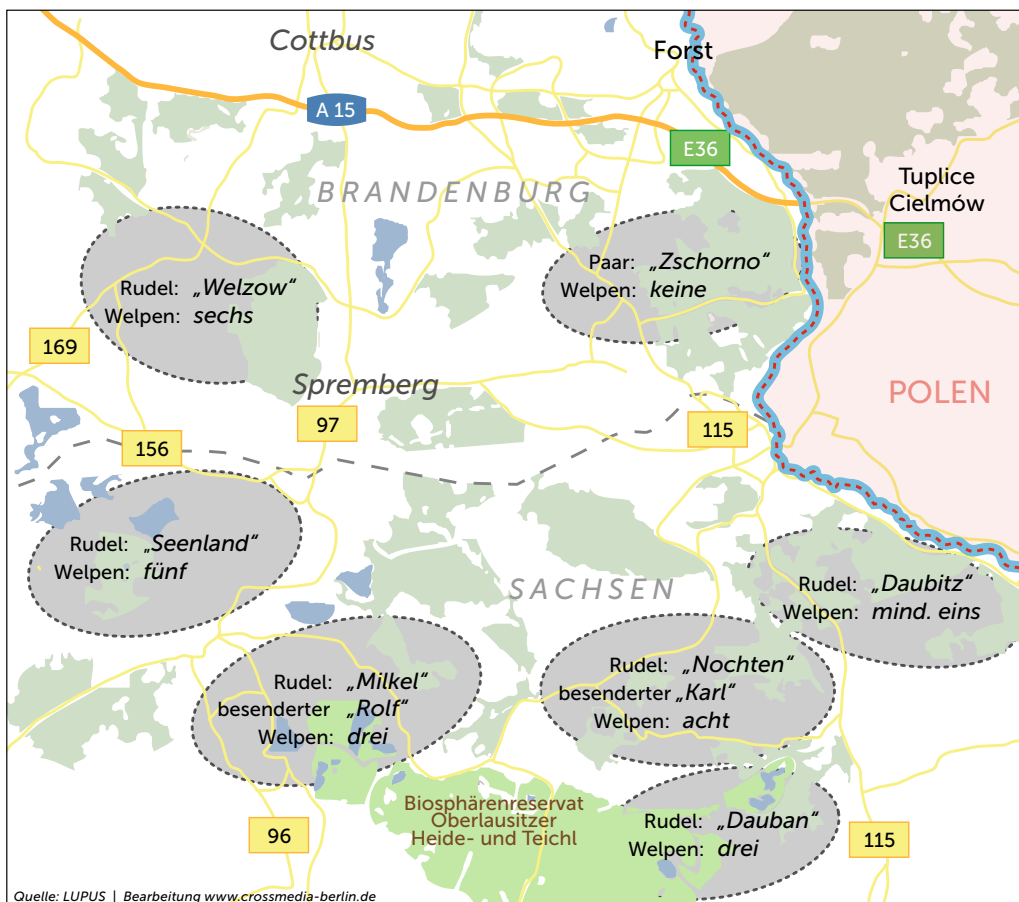 Cottbus
Forst
A 15
E36
BRANDENBURG
Tuplice
Cielmów
E36
Rudel: „Welzow“
Welpen: sechs
Paar: „Zschorno“
Welpen: keine
169
Spremberg
POLEN
97
115
156
Rudel: „Seenland“
Welpen: fünf
SACHSEN
Rudel: „Daubitz“
Welpen: mind. eins
Rudel: „Milkel“
besenderter „Rolf“
Welpen: drei
Rudel: „Nochten“
besenderter „Karl“
Welpen: acht
Biosphärenreservat
Oberlausitzer
Heide- und Teichl
96
Rudel: „Dauban“
Welpen: drei
115
Quelle: LUPUS | Bearbeitung www.crossmedia-berlin.de